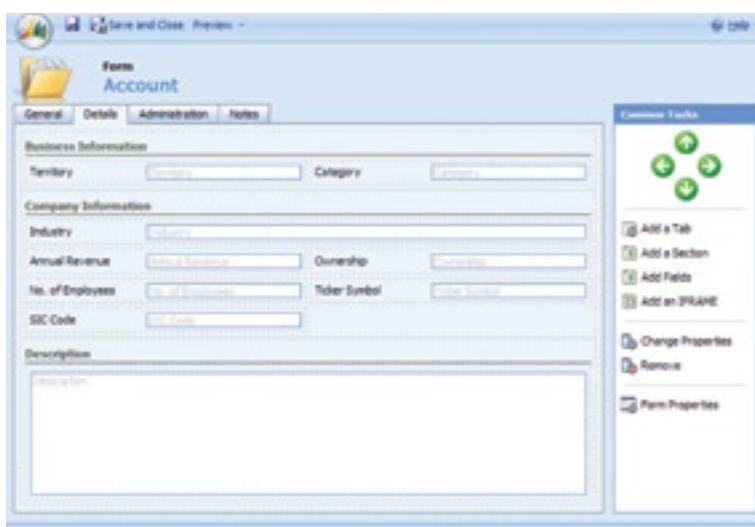 Save and Close Preview Help
Form
Account
General Details Administration Notes
Common Tasks
Business Information
Territory Territory Category Category
Company Information
Industry Industry
Annual Revenue Annual Revenue Ownership Ownership
No. of Employees No. of Employees Ticker Symbol Ticker Symbol
SIC Code SIC Code
Description
Description
Add a Tab
Add a Section
Add Fields
Add an IFRAME
Change Properties
Remove
Form Properties